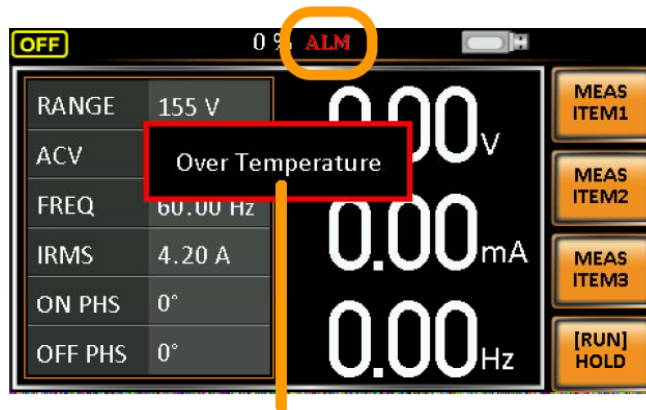 OFF 0 % ALM
RANGE 155 V
ACV
FREQ 60.00 Hz
IRMS 4.20 A
ON PHS 0°
OFF PHS 0°
Over Temperature
0.00 V
0.00 mA
0.00 Hz
MEAS
ITEM1
MEAS
ITEM2
MEAS
ITEM3
[RUN]
HOLD